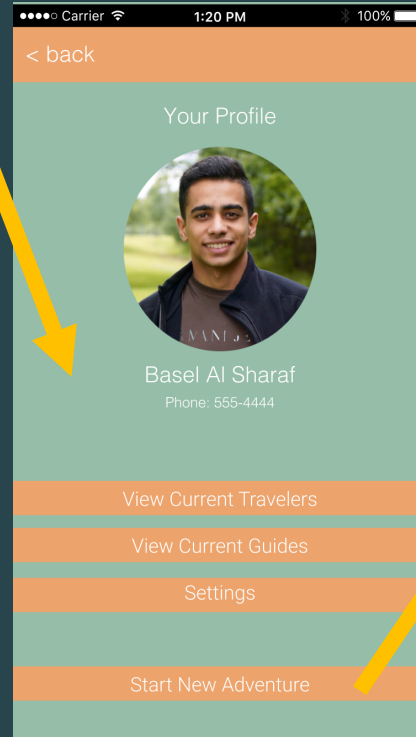 Carrier 1:20 PM 100%
< back
Your Profile
Basel Al Sharaf
Phone: 555-4444
View Current Travelers
View Current Guides
Settings
Start New Adventure